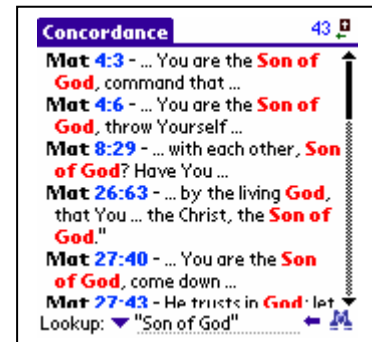 Concordance 43
Mat 4:3 - ... You are the Son of
God, command that ...
Mat 4:6 - ... You are the Son of
God, throw Yourself ...
Mat 8:29 - ... with each other, Son
of God? Have You ...
Mat 26:63 - ... by the living God,
that You ... the Christ, the Son of
God."
Mat 27:40 - ... You are the Son
of God, come down ...
Mat 27:43 - He trusts in God; let
Lookup: "Son of God"